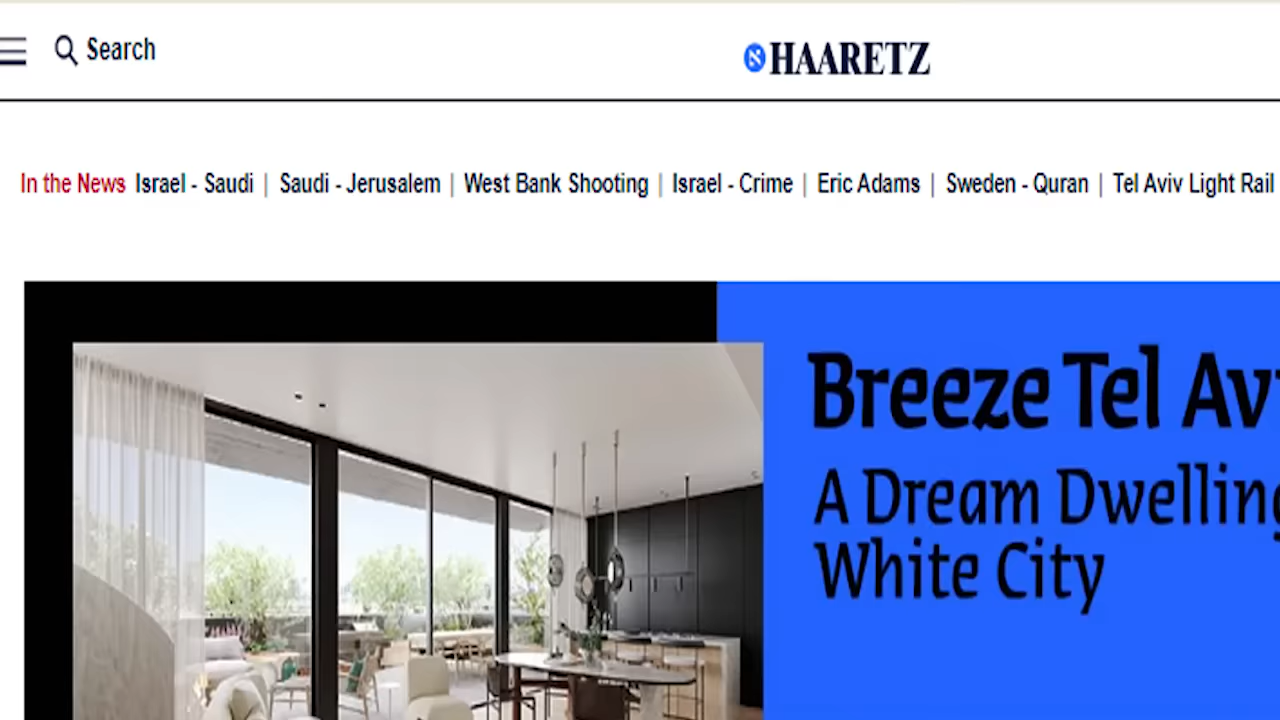 Search
HAARETZ
In the News Israel - Saudi | Saudi - Jerusalem | West Bank Shooting | Israel - Crime | Eric Adams | Sweden - Quran | Tel Aviv Light Rail
Breeze Tel Avi
A Dream Dwelling
White City